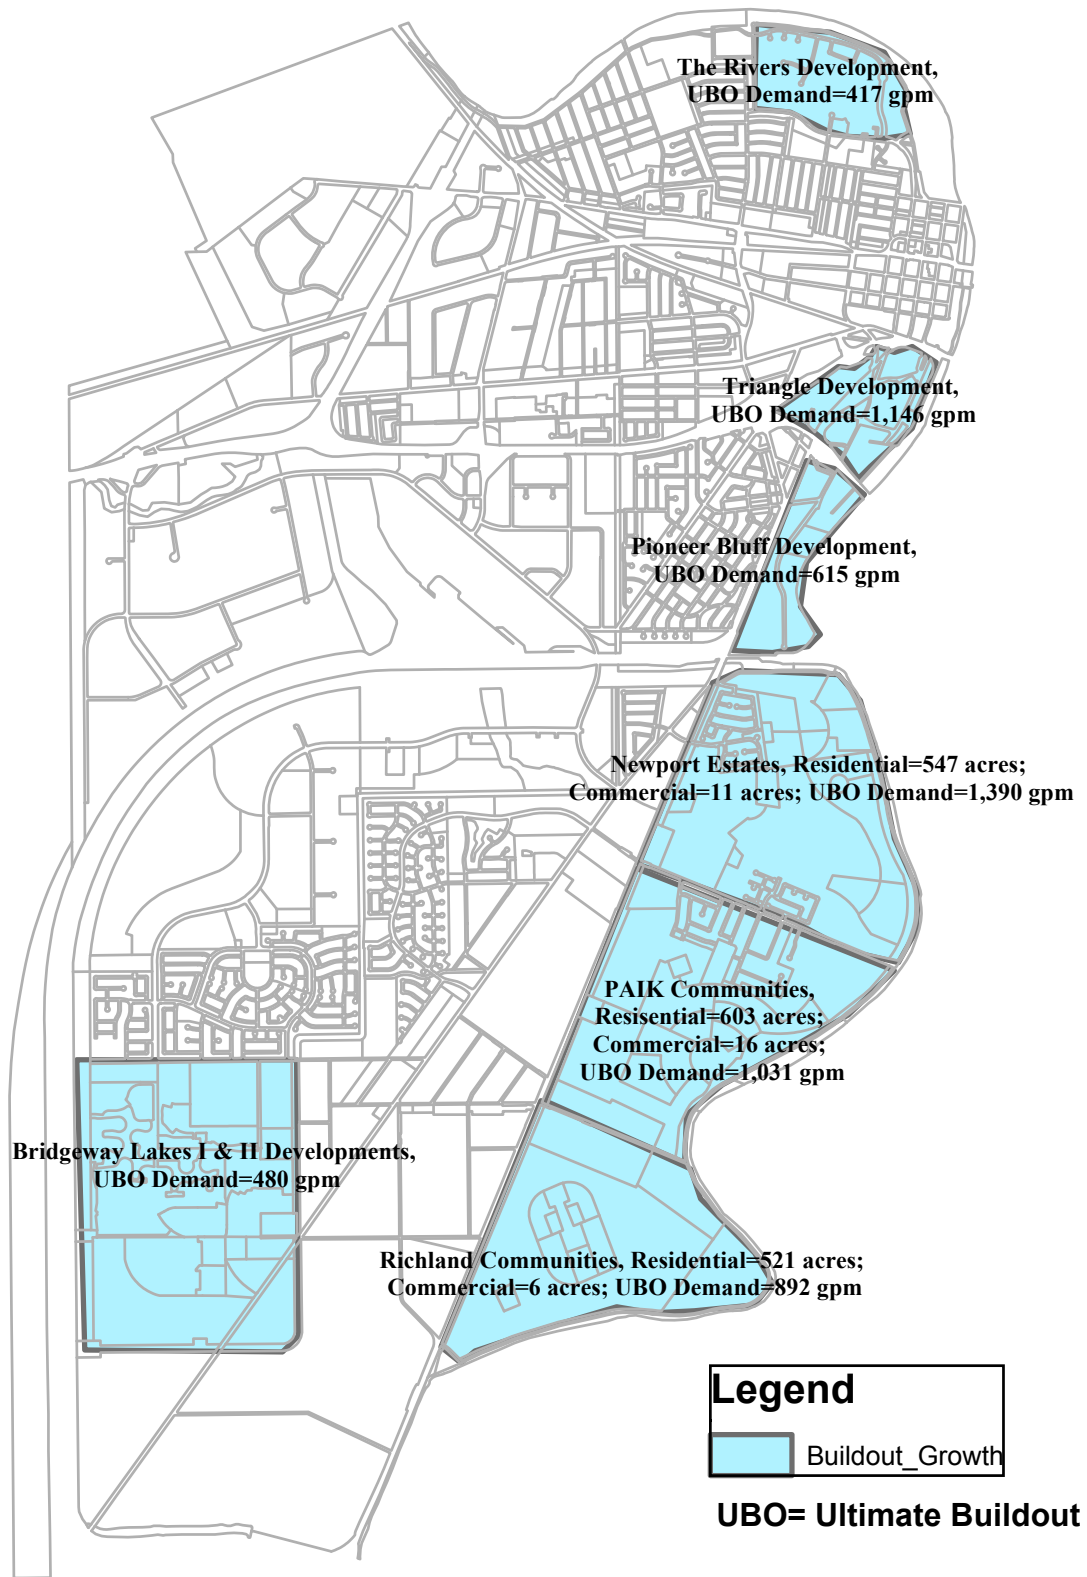 The Rivers Development,
UBO Demand=417 gpm
Triangle Development,
UBO Demand=1,146 gpm
Pioneer Bluff Development,
UBO Demand=615 gpm
Newport Estates, Residential=547 acres;
Commercial=11 acres; UBO Demand=1,390 gpm
PAIK Communities,
Resisential=603 acres;
Commercial=16 acres;
UBO Demand=1,031 gpm
Bridgeway Lakes I & II Developments,
UBO Demand=480 gpm
Richland Communities, Residential=521 acres;
Commercial=6 acres; UBO Demand=892 gpm
Legend
Buildout_Growth
UBO= Ultimate Buildout